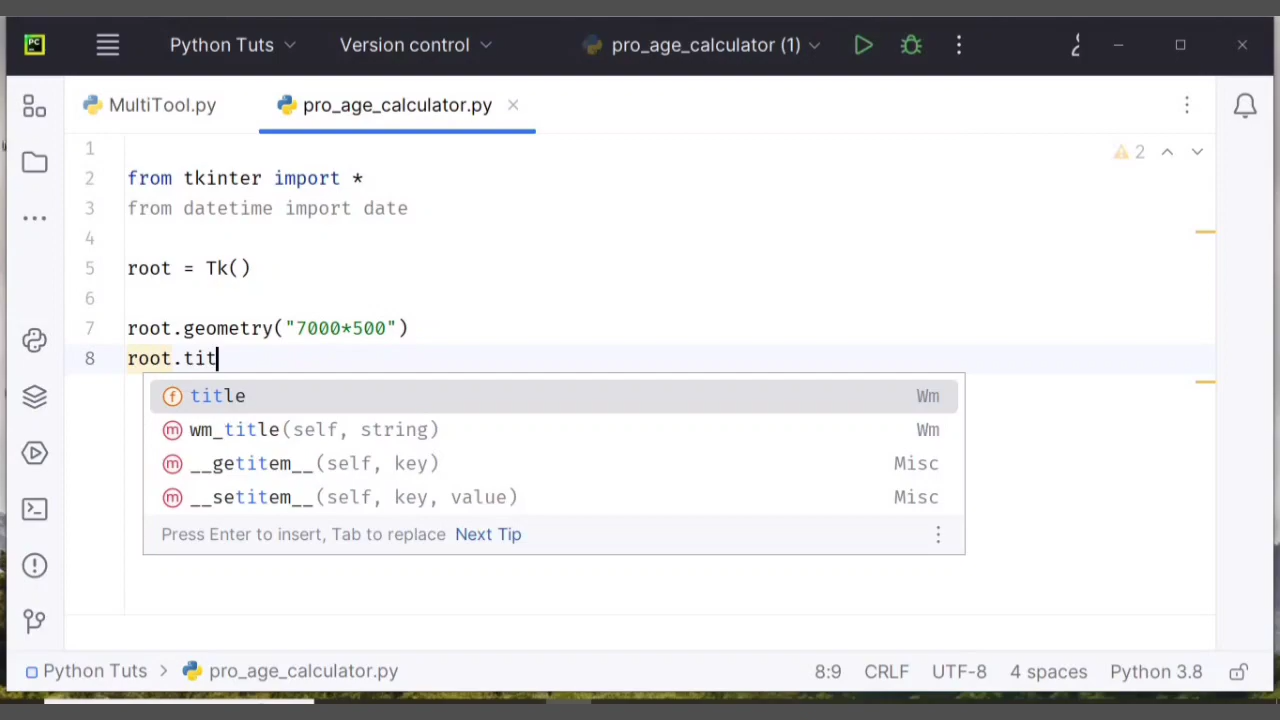 PC
Python Tuts
Version control
pro_age_calculator (1)
MultiTool.py
pro_age_calculator.py
2
1
2 from tkinter import *
3 from datetime import date
4
5 root = Tk()
6
7 root.geometry("7000*500")
8 root.tit
f title Wm
m wm_title(self, string) Wm
m __getitem__(self, key) Misc
m __setitem__(self, key, value) Misc
Press Enter to insert, Tab to replace Next Tip
Python Tuts > pro_age_calculator.py 8:9 CRLF UTF-8 4 spaces Python 3.8